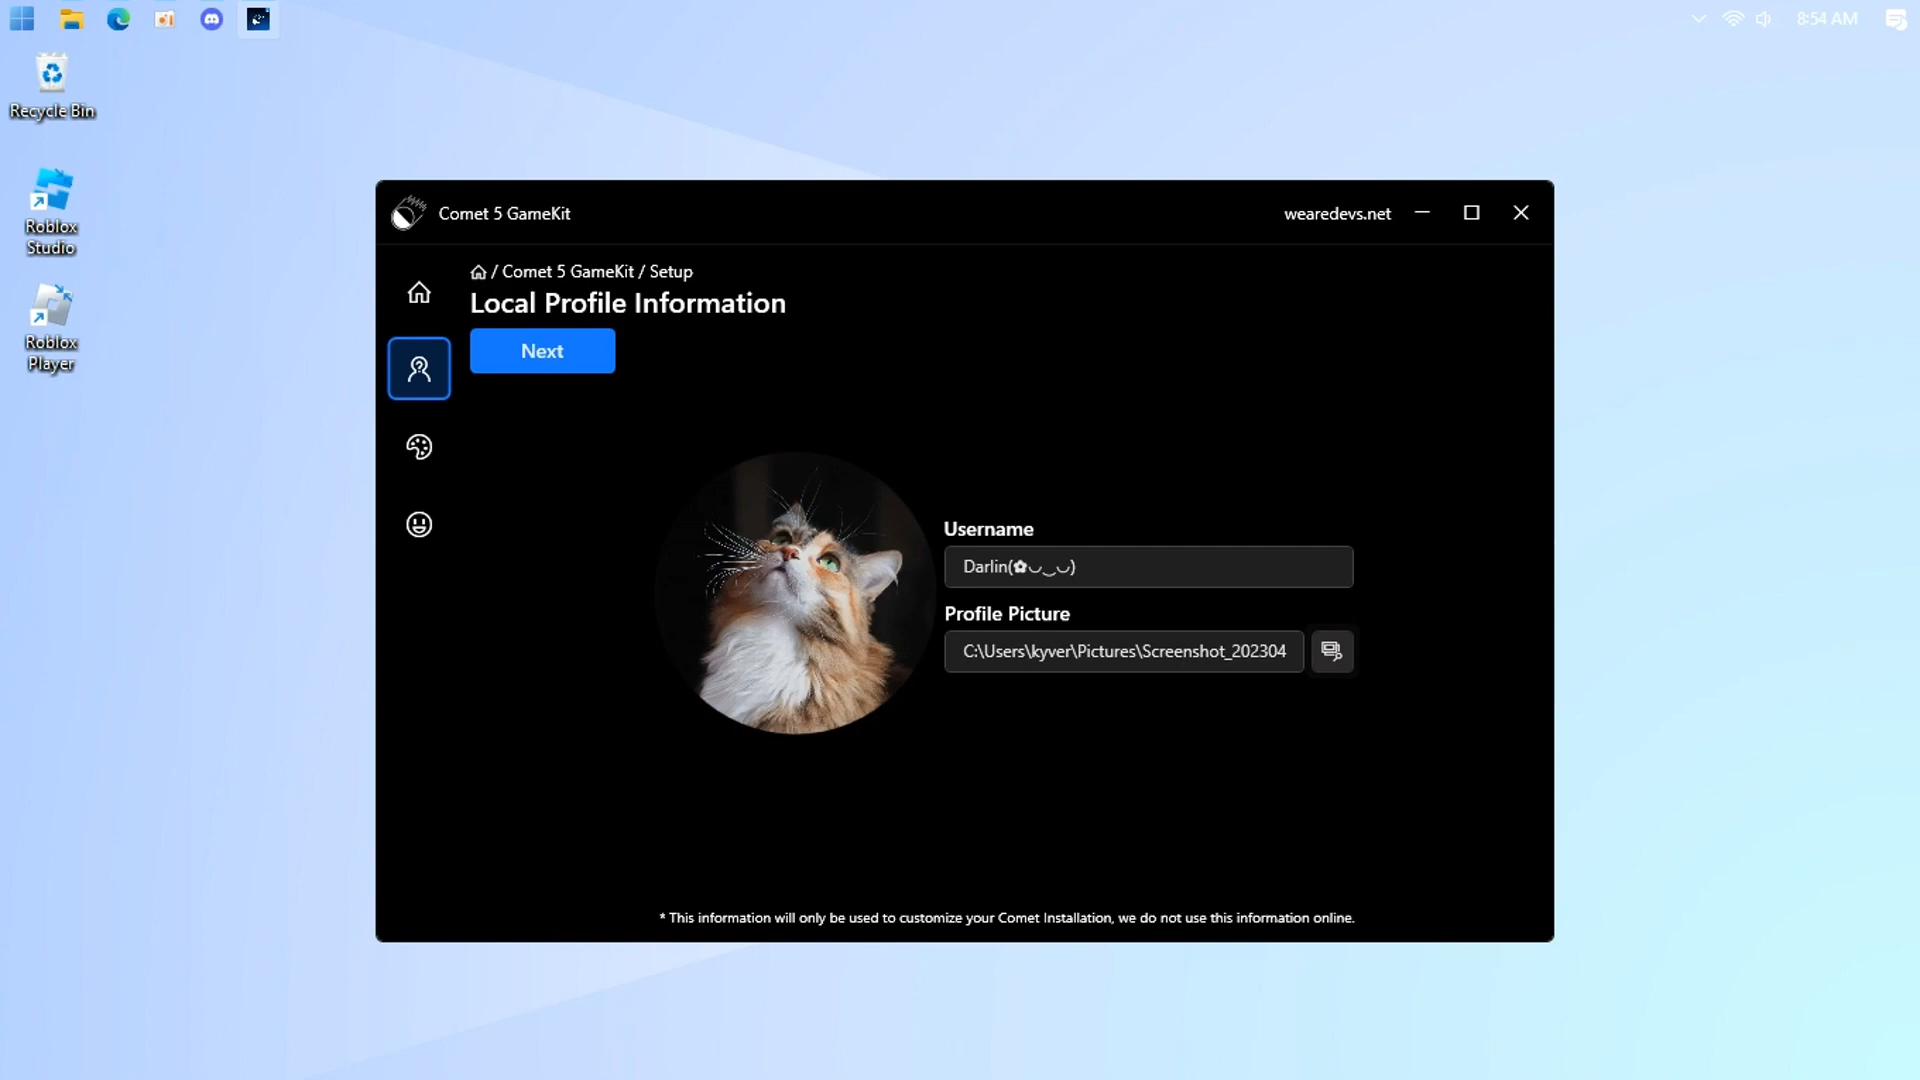 8:54 AM
Recycle Bin
Roblox
Studio
Roblox
Player
Comet 5 GameKit
wearedevs.net
/ Comet 5 GameKit / Setup
Local Profile Information
Next
Username
Darlin(✿◡‿◡)
Profile Picture
C:\Users\kyver\Pictures\Screenshot_202304
* This information will only be used to customize your Comet Installation, we do not use this information online.